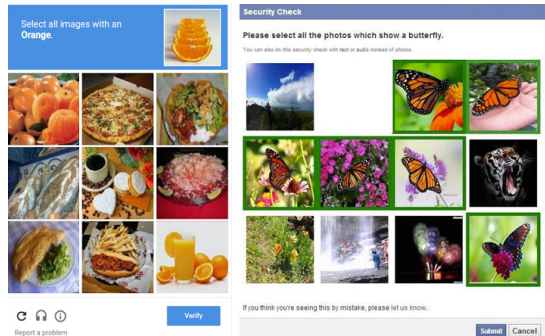 Select all images with an
Orange.
Verify
Report a problem
Security Check
Please select all the photos which show a butterfly.
You can also do this security check with text or audio instead of photos.
If you think you're seeing this by mistake, please let us know.
Submit
Cancel